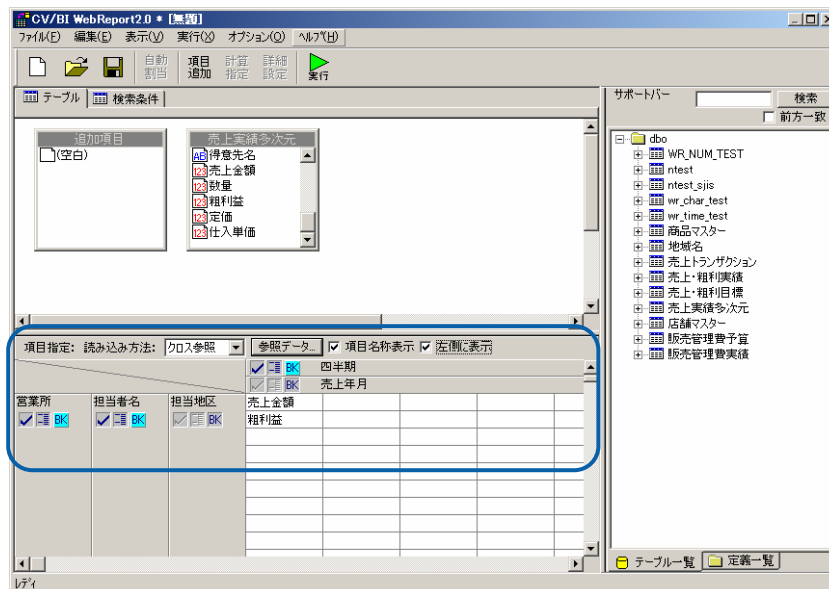 CV/BI WebReport2.0 * [無題]
ファイル(F) 編集(E) 表示(V) 実行(X) オプション(O) ヘルプ(H)
自動割当 項目追加 計算指定 詳細設定 実行
テーブル 検索条件
追加項目
(空白)
売上実績多次元
得意先名
売上金額
数量
粗利益
定価
仕入単価
項目指定: 読み込み方法: クロス参照 参照データ... 項目名称表示 左側に表示
BK 四半期
BK 売上年月
営業所 担当者名 担当地区 売上金額
BK BK BK 粗利益
サポートバー 検索
前方一致
dbo
WR_NUM_TEST
ntest
ntest_sjis
wr_char_test
wr_time_test
商品マスター
地域名
売上トランザクション
売上・粗利実績
売上・粗利目標
売上実績多次元
店舗マスター
販売管理費予算
販売管理費実績
テーブル一覧 定義一覧
レディ